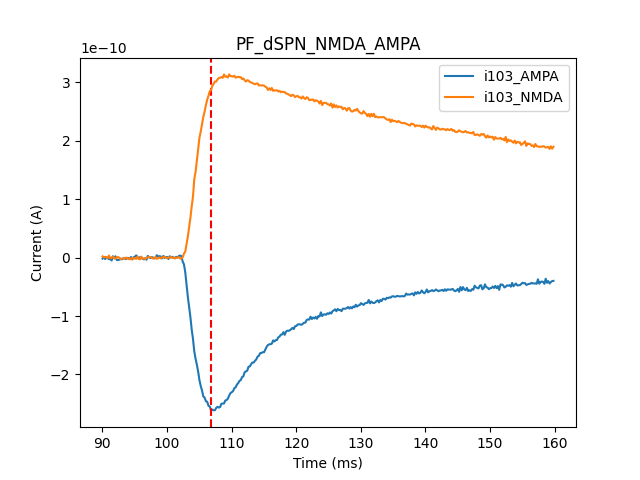 PF_dSPN_NMDA_AMPA
1e−10
i103_AMPA
i103_NMDA
3
2
1
0
−1
−2
Current (A)
90 100 110 120 130 140 150 160
Time (ms)